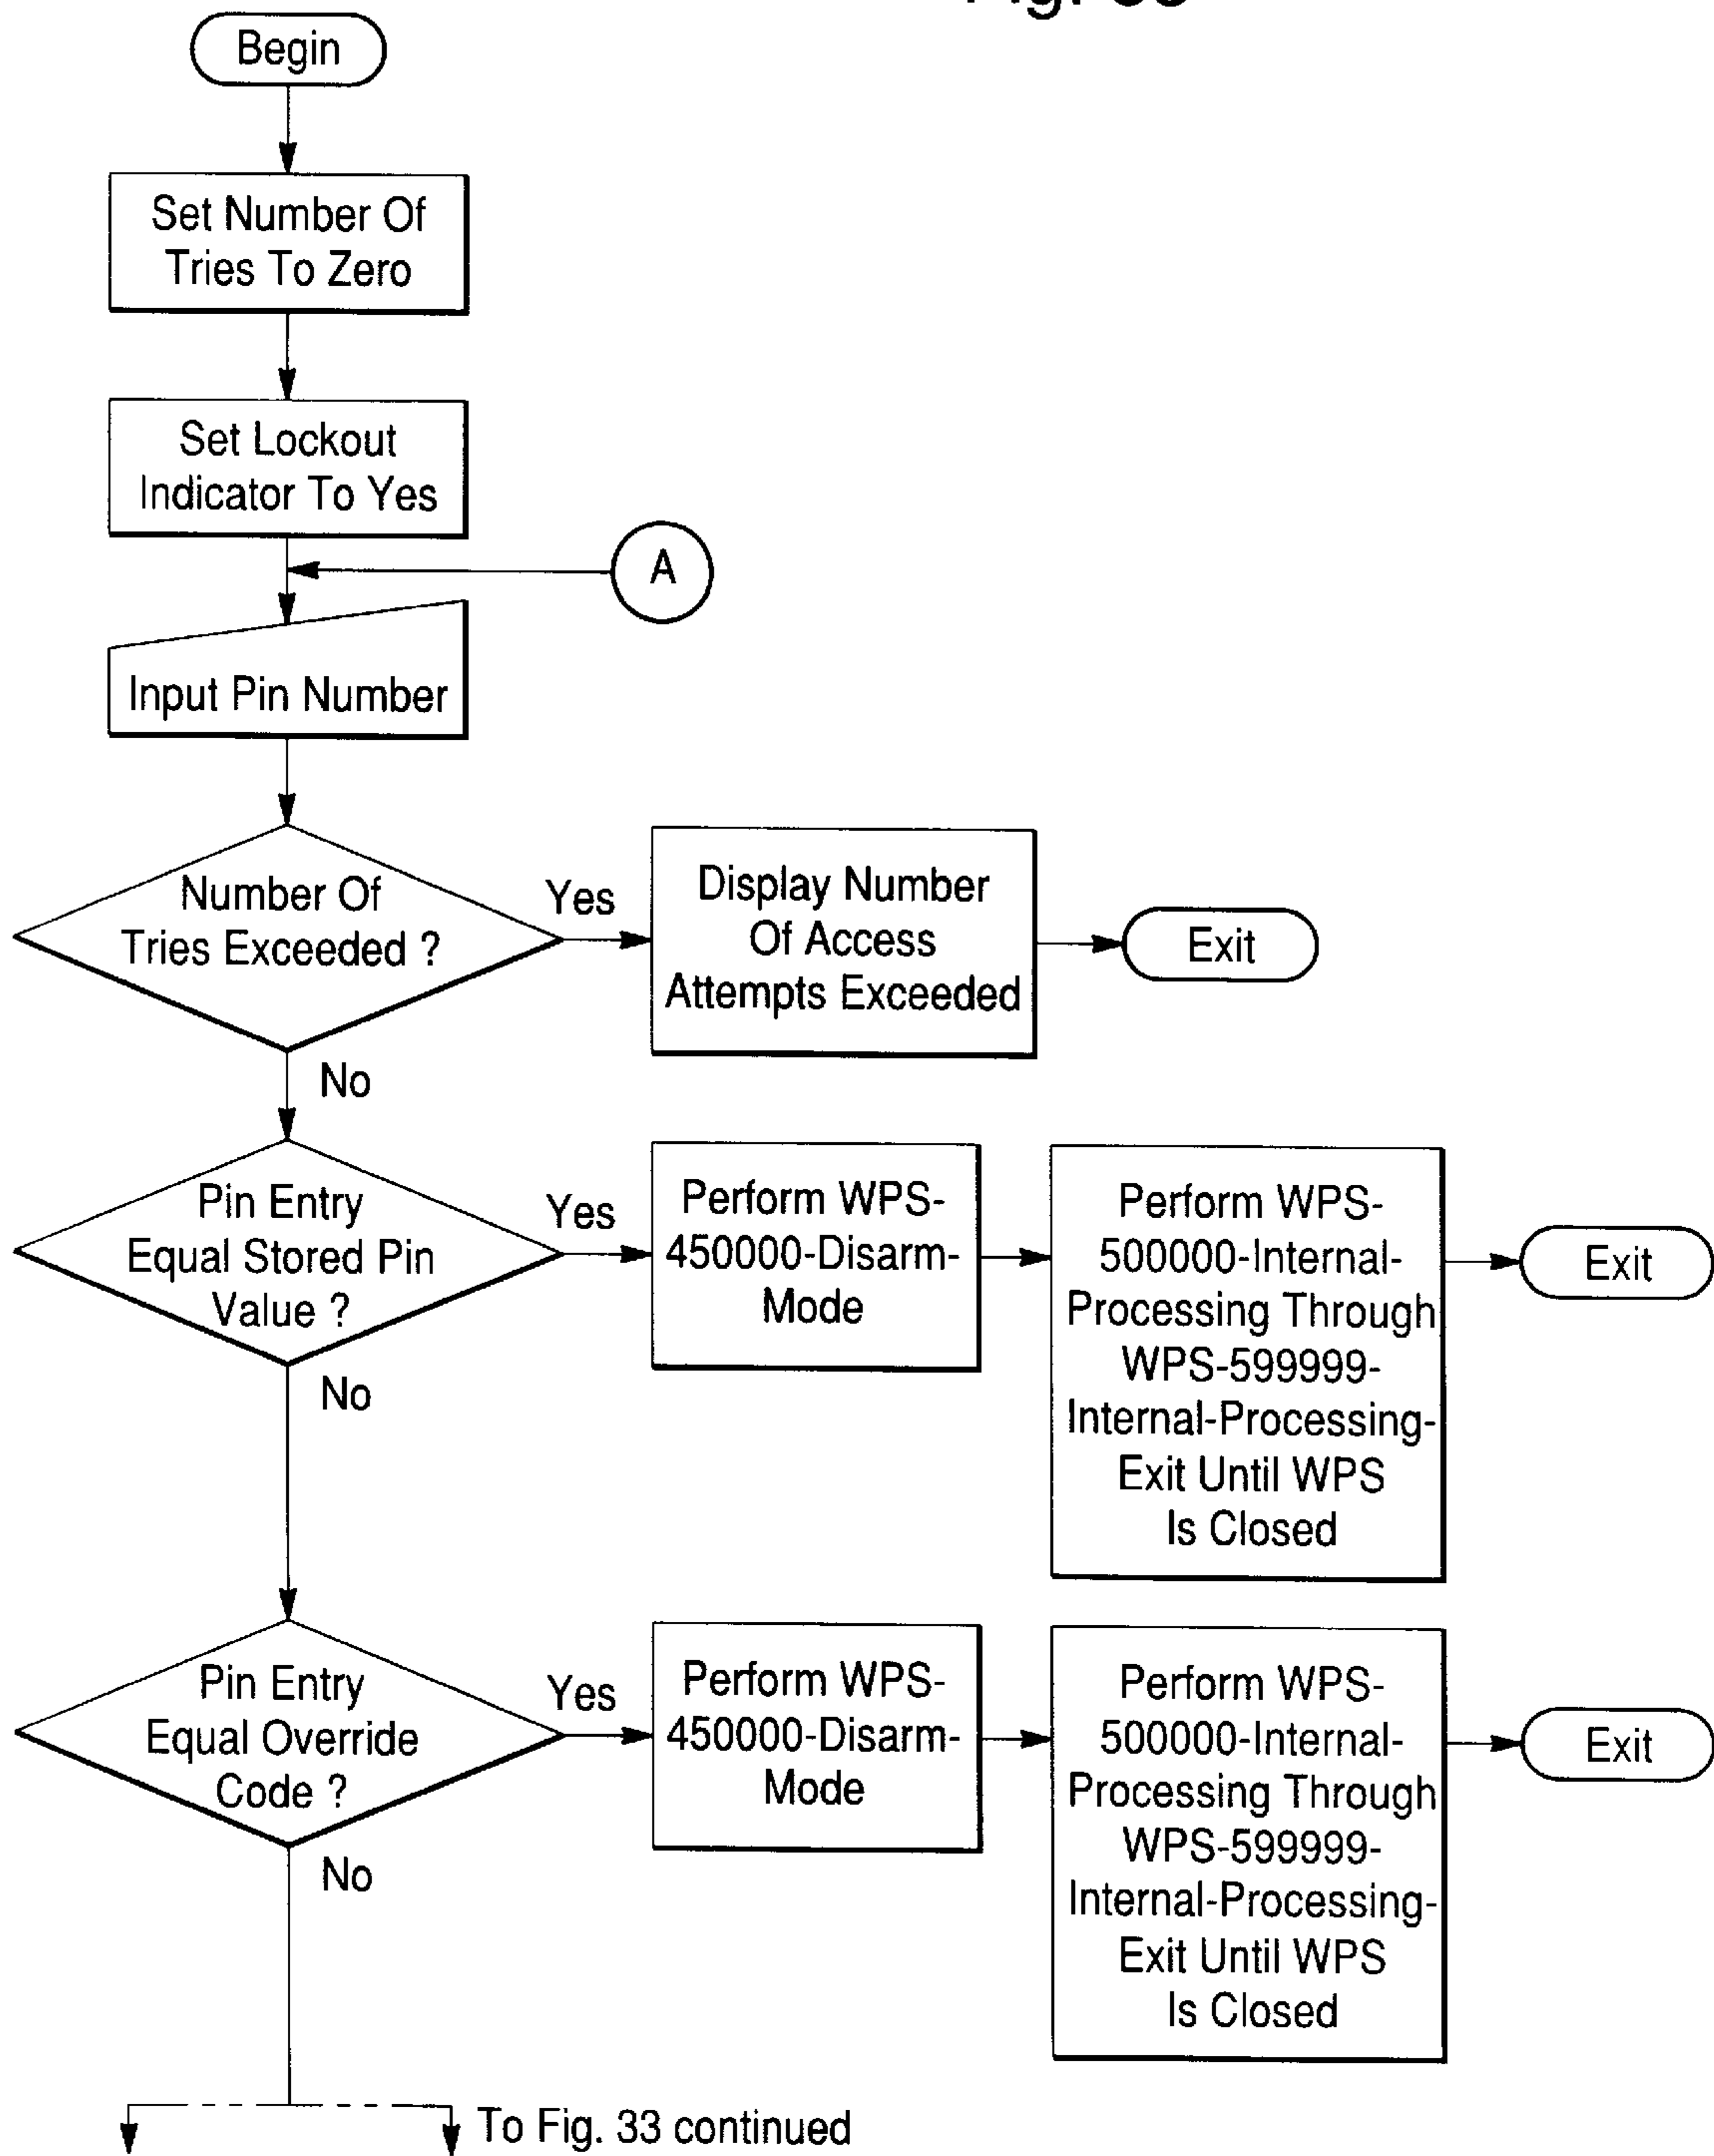 Begin
Set Number Of
Tries To Zero
Set Lockout
Indicator To Yes
A
Input Pin Number
Number Of
Tries Exceeded ?
Yes
Display Number
Of Access
Attempts Exceeded
Exit
No
Pin Entry
Equal Stored Pin
Value ?
Yes
Perform WPS-
450000-Disarm-
Mode
Perform WPS-
500000-Internal-
Processing Through
WPS-599999-
Internal-Processing-
Exit Until WPS
Is Closed
Exit
No
Pin Entry
Equal Override
Code ?
Yes
Perform WPS-
450000-Disarm-
Mode
Perform WPS-
500000-Internal-
Processing Through
WPS-599999-
Internal-Processing-
Exit Until WPS
Is Closed
Exit
No
To Fig. 33 continued